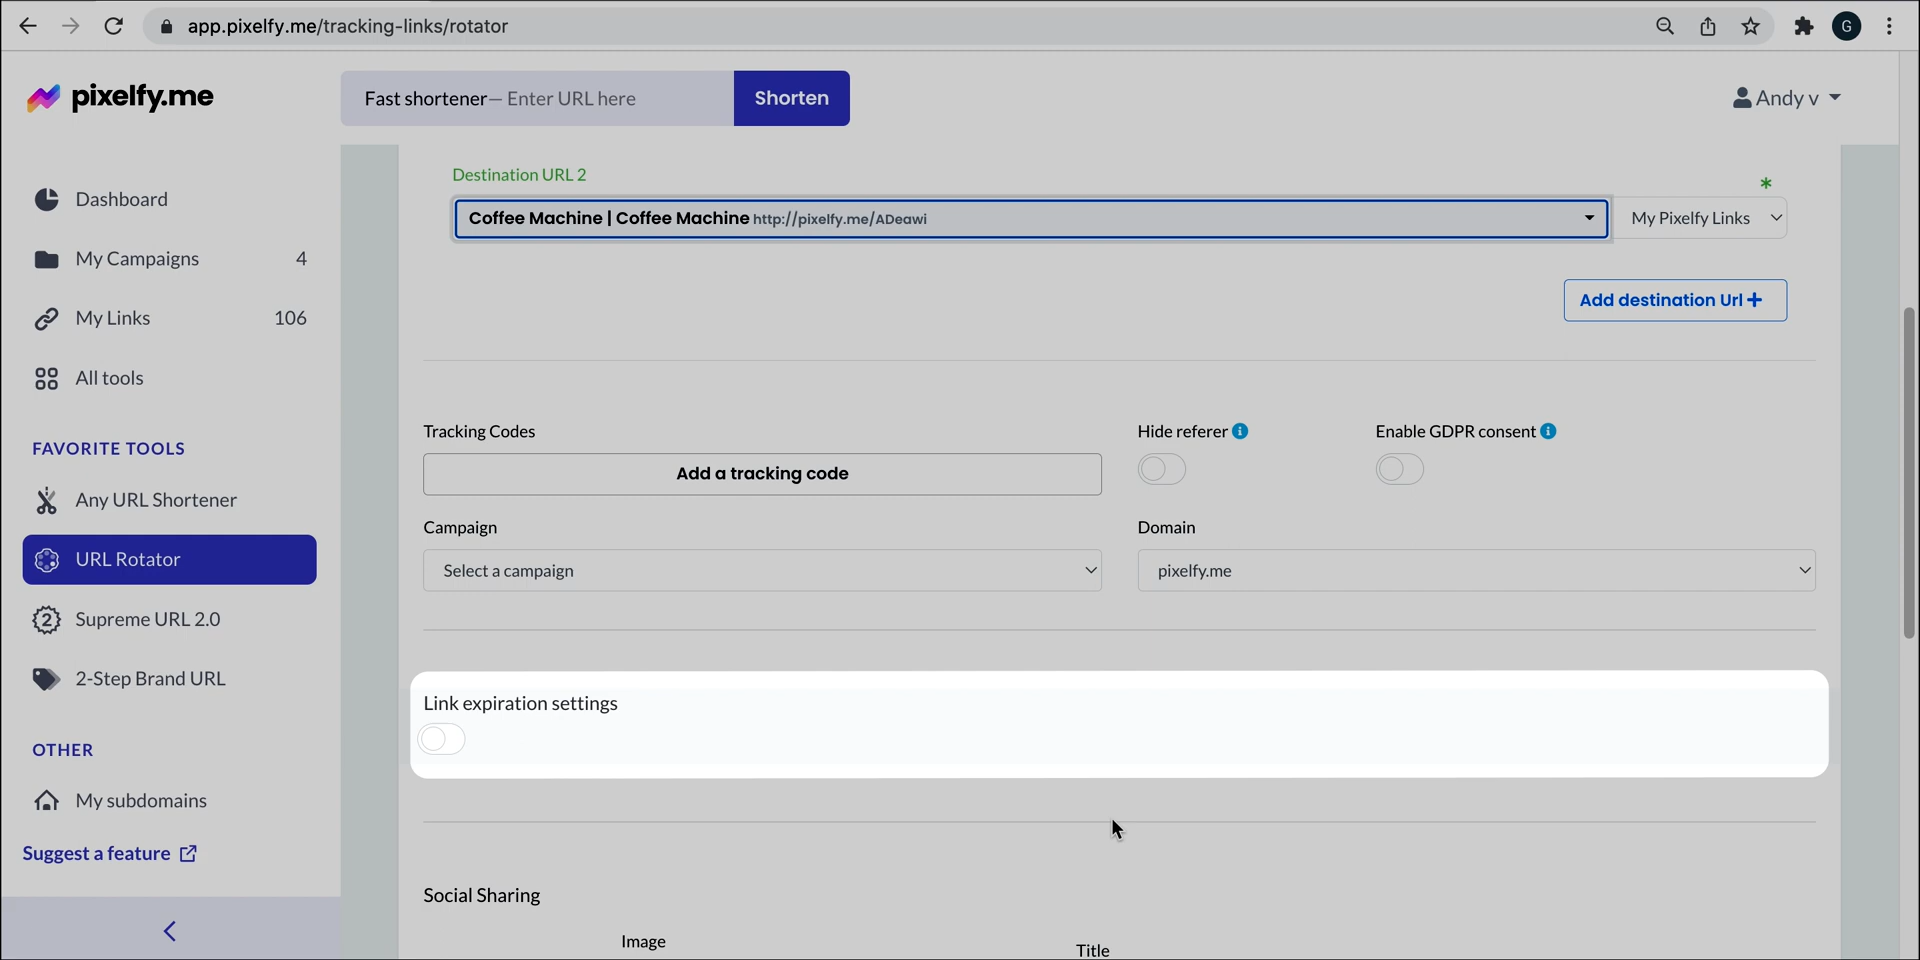 app.pixelfy.me/tracking-links/rotator
G
pixelfy.me
Fast shortener— Enter URL here
Shorten
Andy v
Dashboard
My Campaigns 4
My Links 106
All tools
FAVORITE TOOLS
Any URL Shortener
URL Rotator
2
Supreme URL 2.0
2-Step Brand URL
OTHER
My subdomains
Suggest a feature
Destination URL 2
*
Coffee Machine | Coffee Machine http://pixelfy.me/ADeawi
My Pixelfy Links
Add destination Url +
Tracking Codes
Hide referer i
Enable GDPR consent i
Add a tracking code
Campaign
Domain
Select a campaign
pixelfy.me
Link expiration settings
Social Sharing
Image
Title